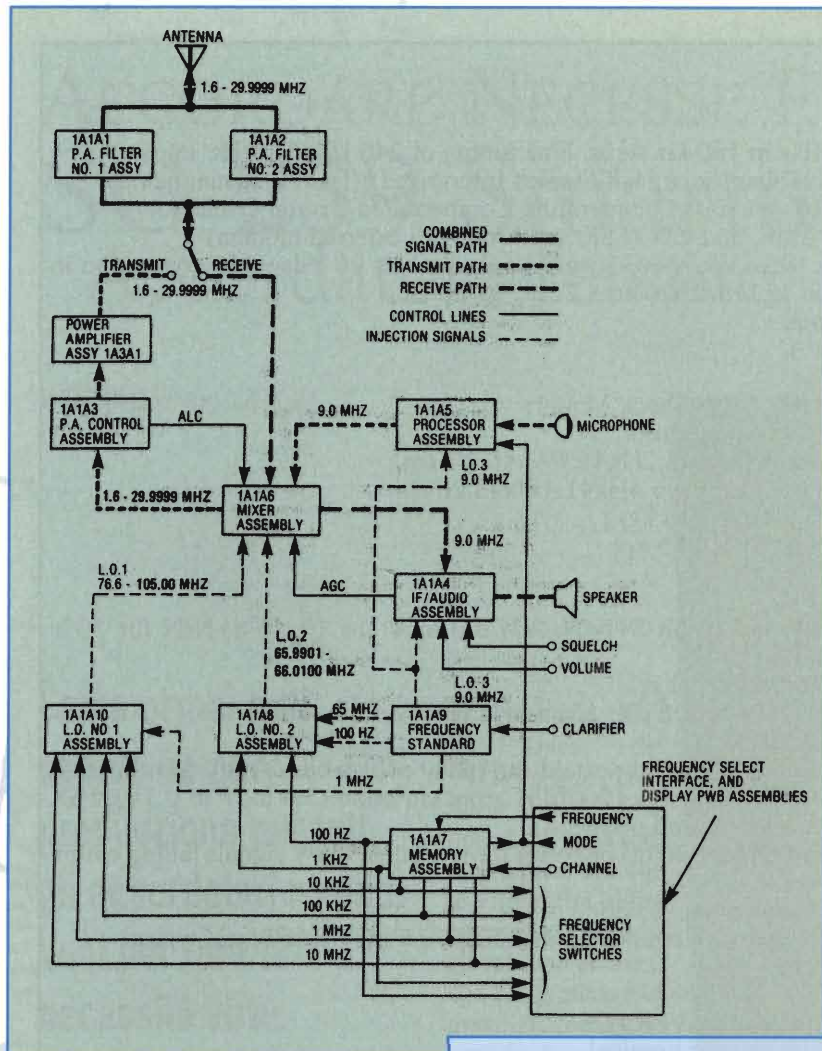 ANTENNA
1.6 - 29.9999 MHZ
1A1A1
P.A. FILTER
NO. 1 ASSY
1A1A2
P.A. FILTER
NO. 2 ASSY
COMBINED
SIGNAL PATH
TRANSMIT PATH
RECEIVE PATH
CONTROL LINES
INJECTION SIGNALS
TRANSMIT
RECEIVE
1.6 - 29.9999 MHZ
POWER
AMPLIFIER
ASSY 1A3A1
1A1A3
P.A. CONTROL
ASSEMBLY
ALC
9.0 MHZ
1A1A5
PROCESSOR
ASSEMBLY
MICROPHONE
L.O.3
9.0 MHZ
1.6 - 29.9999 MHZ
1A1A6
MIXER
ASSEMBLY
9.0 MHZ
L.O.1
76.6 - 105.00 MHZ
AGC
1A1A4
IF/AUDIO
ASSEMBLY
SPEAKER
L.O.2
65.9901 -
66.0100 MHZ
SQUELCH
VOLUME
L.O. 3
9.0 MHZ
1A1A10
L.O. NO 1
ASSEMBLY
1A1A8
L.O. NO. 2
ASSEMBLY
65 MHZ
100 HZ
1A1A9
FREQUENCY
STANDARD
CLARIFIER
1 MHZ
FREQUENCY SELECT
INTERFACE, AND
DISPLAY PWB ASSEMBLIES
100 HZ
1 KHZ
1A1A7
MEMORY
ASSEMBLY
FREQUENCY
MODE
CHANNEL
10 KHZ
100 KHZ
1 MHZ
10 MHZ
FREQUENCY
SELECTOR
SWITCHES